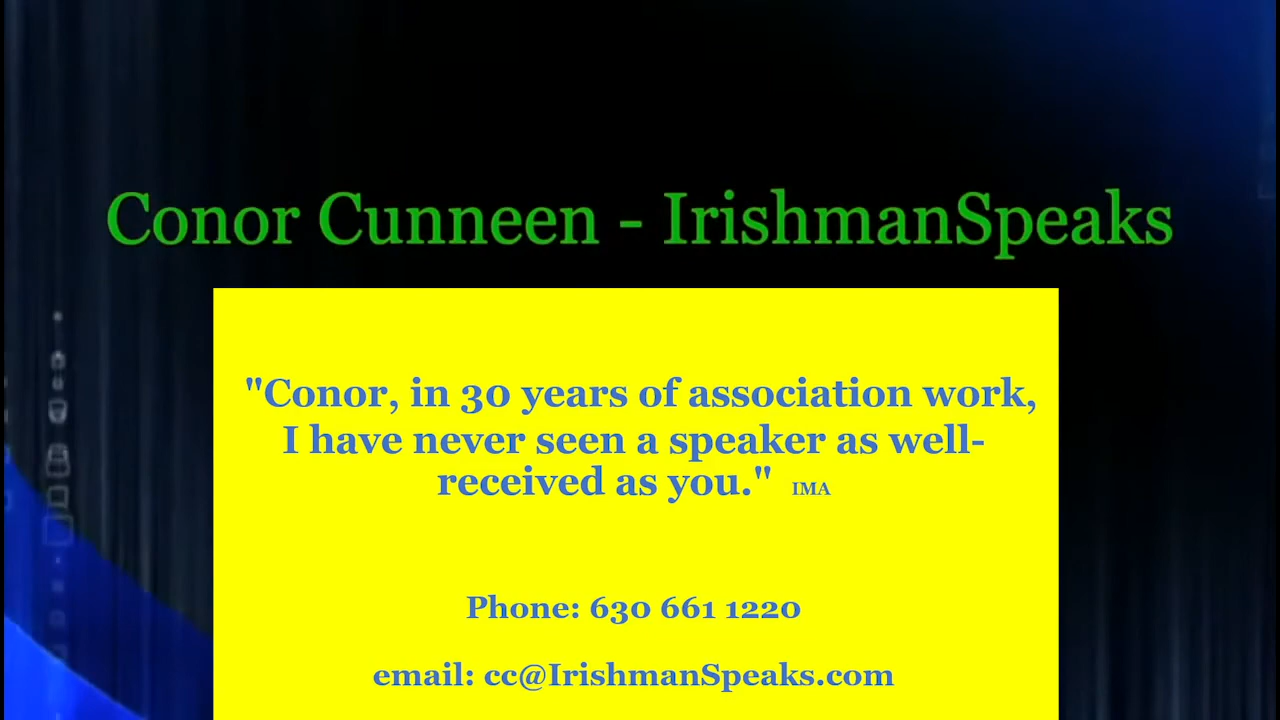 Conor Cunneen - IrishmanSpeaks
"Conor, in 30 years of association work,
I have never seen a speaker as well-
received as you." IMA
Phone: 630 661 1220
email: cc@IrishmanSpeaks.com